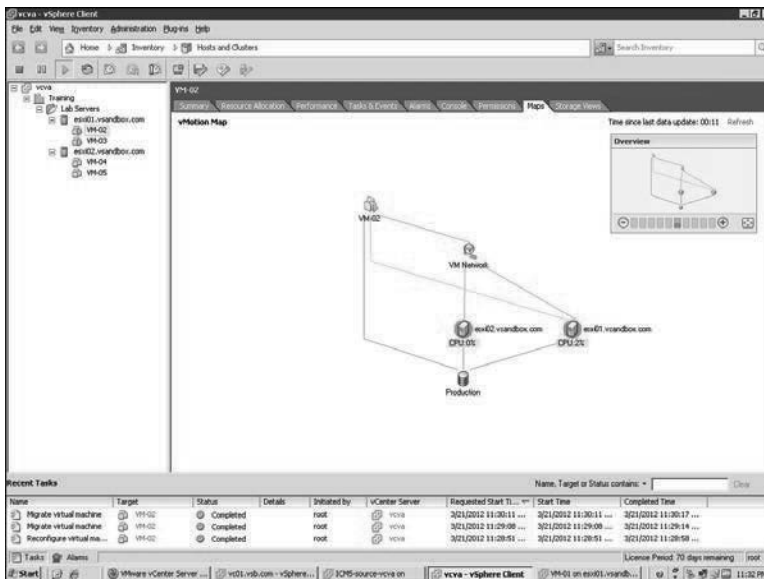 vcva - vSphere Client
File Edit View Inventory Administration Plug-ins Help
Home Inventory Hosts and Clusters
Search Inventory
vcva
Training
Lab Servers
esxi01.vsandbox.com
VM-02
VM-03
esxi02.vsandbox.com
VM-04
VM-05
VM-02
Summary Resource Allocation Performance Tasks & Events Alarms Console Permissions Maps Storage Views
vMotion Map
Time since last data update: 00:11 Refresh
Overview
VM-02
VM Network
esxi02.vsandbox.com
CPU:0%
esxi01.vsandbox.com
CPU:2%
Production
Recent Tasks
Name, Target or Status contains:
Clear
Name Target Status Details Initiated by vCenter Server Requested Start Ti... Start Time Completed Time
Migrate virtual machine VM-02 Completed root vcva 3/21/2012 11:30:11 ... 3/21/2012 11:30:11 ... 3/21/2012 11:30:17 ...
Migrate virtual machine VM-02 Completed root vcva 3/21/2012 11:29:08 ... 3/21/2012 11:29:08 ... 3/21/2012 11:29:14 ...
Reconfigure virtual ma... VM-02 Completed root vcva 3/21/2012 11:28:51 ... 3/21/2012 11:28:51 ... 3/21/2012 11:28:58 ...
Tasks Alarms
License Period: 70 days remaining root
Start VMware vCenter Server ... vc01.vsb.com - vSphere... vcva - vSphere Client VM-01 on esxi01.vsandb... 11:32 PM